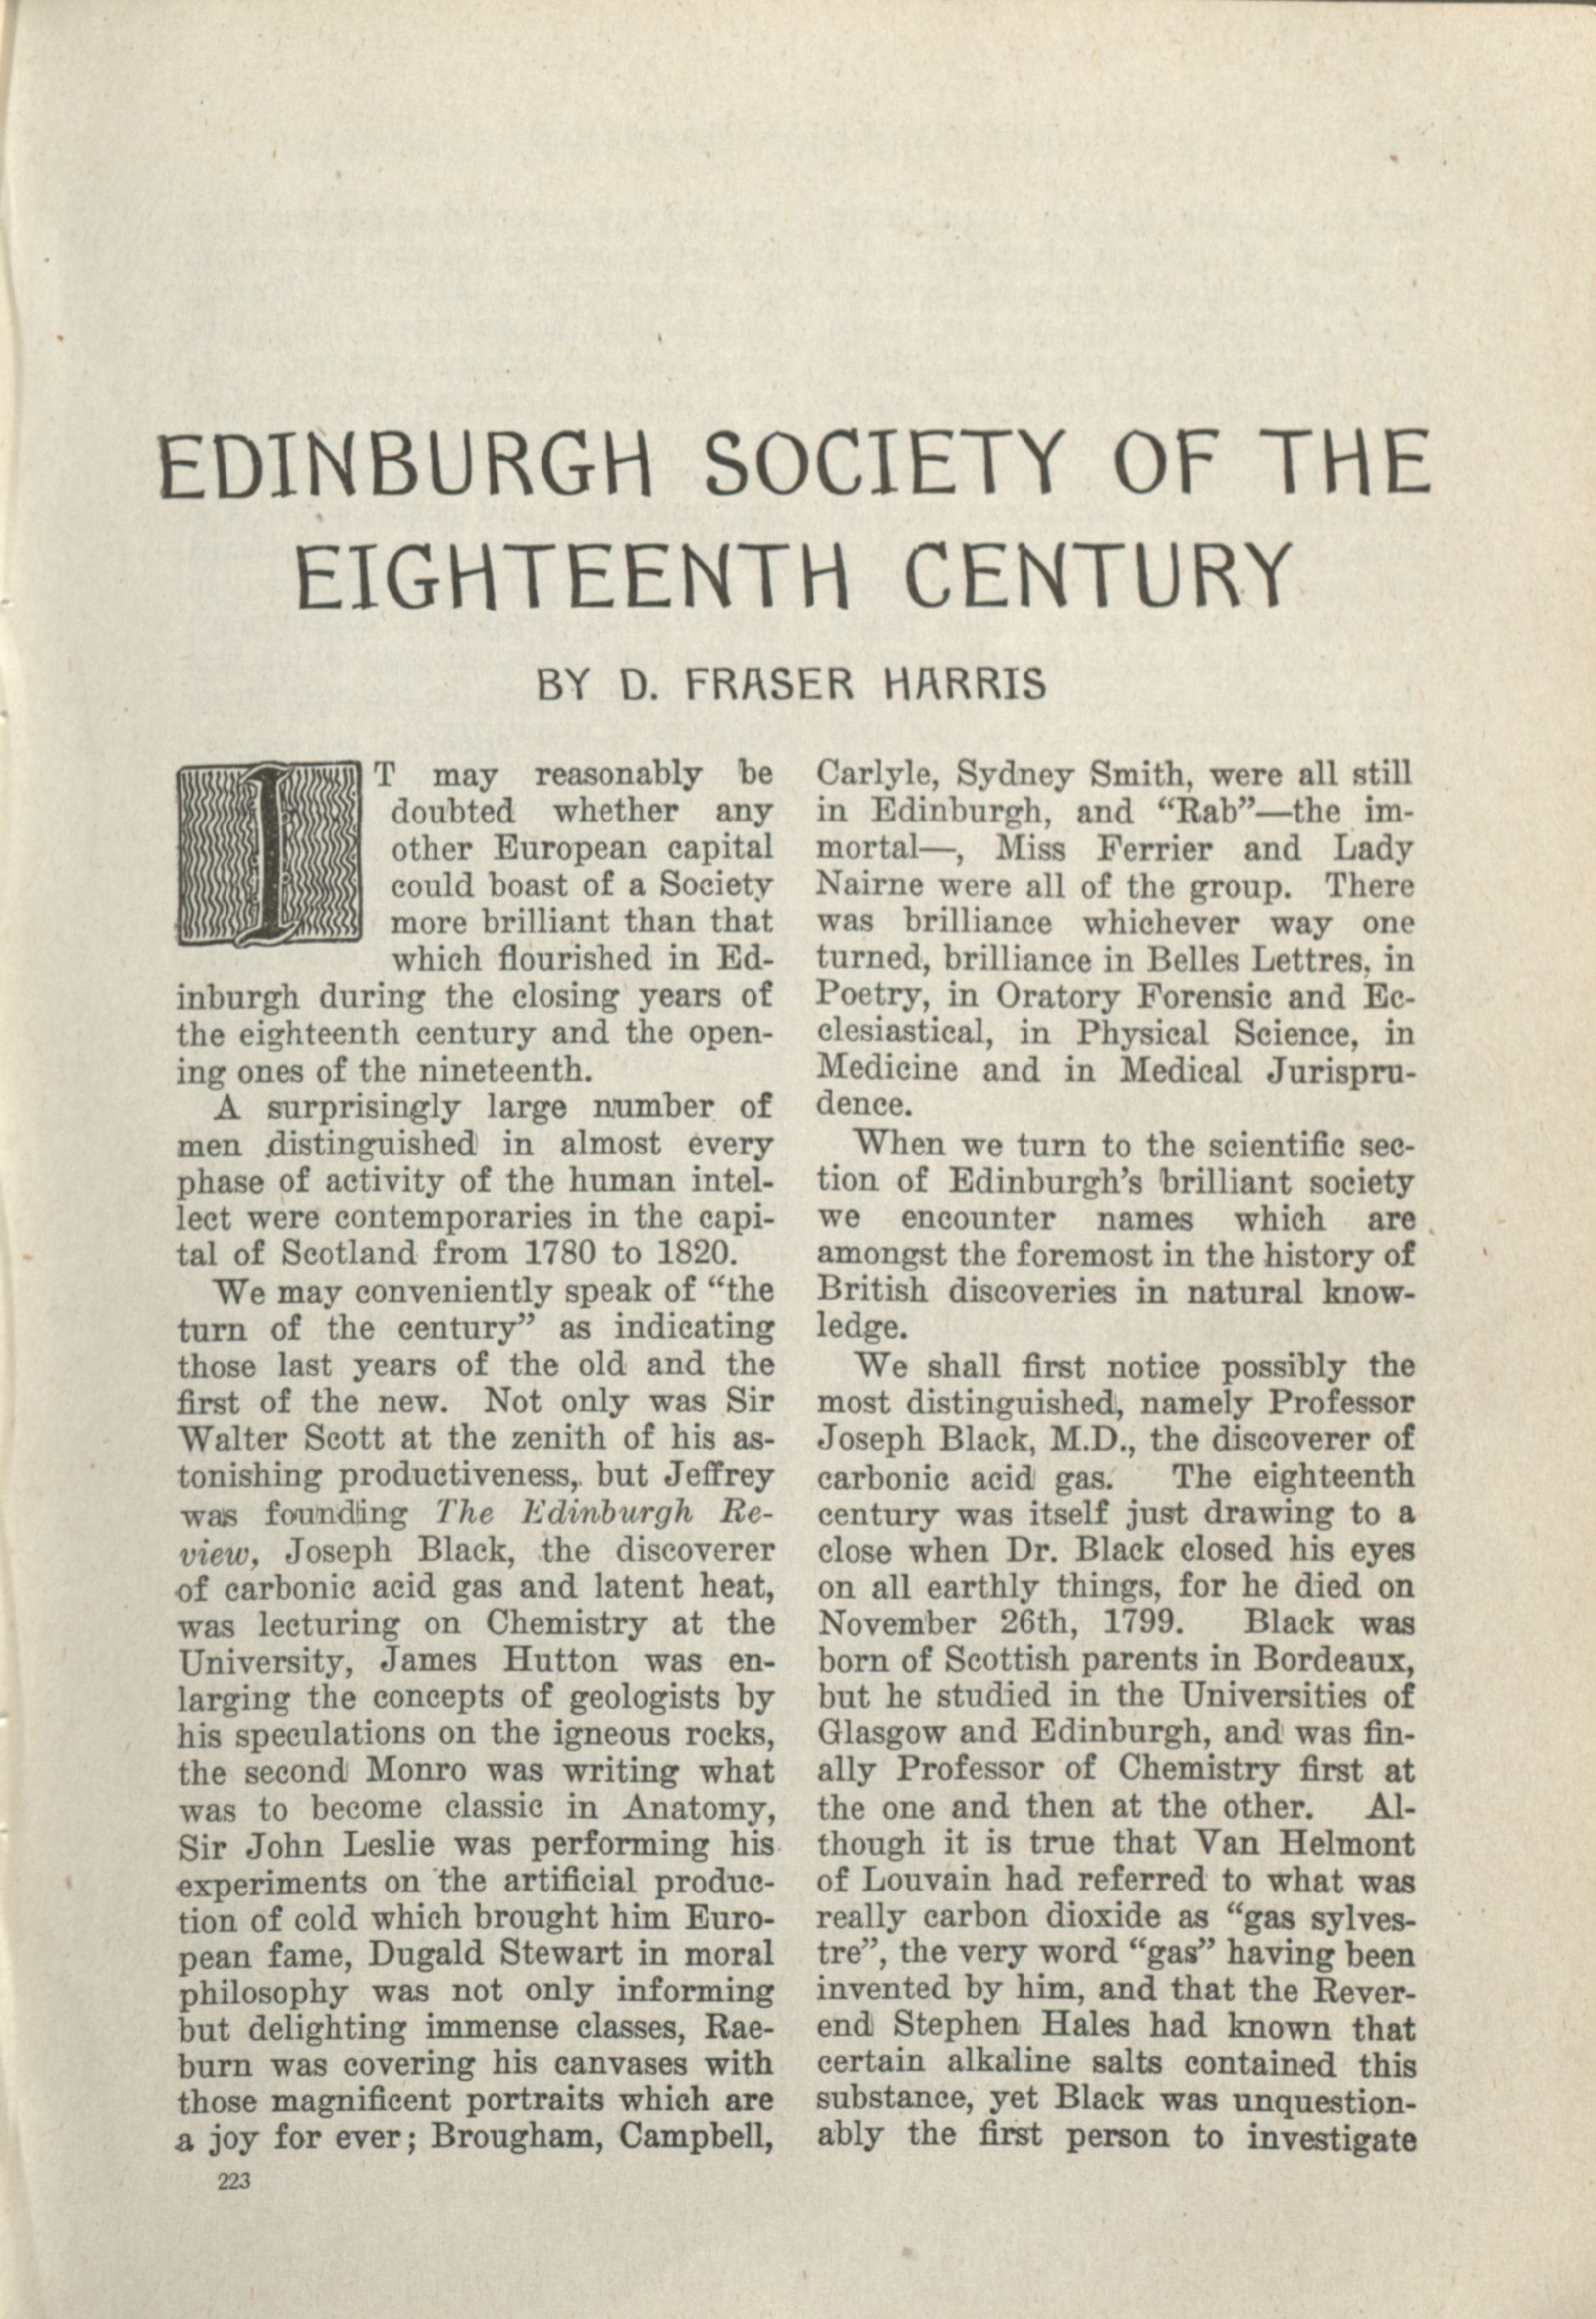 EDINBURGH SOCIETY OF THE
EIGHTEENTH CENTURY
BY D. FRASER HARRIS
IT may reasonably be
doubted whether any
other European capital
could boast of a Society
more brilliant than that
which flourished in Ed-
inburgh during the closing years of
the eighteenth century and the open-
ing ones of the nineteenth.
A surprisingly large number of
men distinguished in almost every
phase of activity of the human intel-
lect were contemporaries in the capi-
tal of Scotland from 1780 to 1820.
We may conveniently speak of “the
turn of the century” as indicating
those last years of the old and the
first of the new. Not only was Sir
Walter Scott at the zenith of his as-
tonishing productiveness, but Jeffrey
was founding The Edinburgh Re-
view, Joseph Black, the discoverer
of carbonic acid gas and latent heat,
was lecturing on Chemistry at the
University, James Hutton was en-
larging the concepts of geologists by
his speculations on the igneous rocks,
the second Monro was writing what
was to become classic in Anatomy,
Sir John Leslie was performing his
experiments on the artificial produc-
tion of cold which brought him Euro-
pean fame, Dugald Stewart in moral
philosophy was not only informing
but delighting immense classes, Rae-
burn was covering his canvases with
those magnificent portraits which are
a joy for ever; Brougham, Campbell,
Carlyle, Sydney Smith, were all still
in Edinburgh, and “Rab”—the im-
mortal—, Miss Ferrier and Lady
Nairne were all of the group. There
was brilliance whichever way one
turned, brilliance in Belles Lettres, in
Poetry, in Oratory Forensic and Ec-
clesiastical, in Physical Science, in
Medicine and in Medical Jurispru-
dence.
When we turn to the scientific sec-
tion of Edinburgh’s brilliant society
we encounter names which are
amongst the foremost in the history of
British discoveries in natural know-
ledge.
We shall first notice possibly the
most distinguished, namely Professor
Joseph Black, M.D., the discoverer of
carbonic acid gas. The eighteenth
century was itself just drawing to a
close when Dr. Black closed his eyes
on all earthly things, for he died on
November 26th, 1799. Black was
born of Scottish parents in Bordeaux,
but he studied in the Universities of
Glasgow and Edinburgh, and was fin-
ally Professor of Chemistry first at
the one and then at the other. Al-
though it is true that Van Helmont
of Louvain had referred to what was
really carbon dioxide as “gas sylves-
tre”, the very word “gas” having been
invented by him, and that the Rever-
end Stephen Hales had known that
certain alkaline salts contained this
substance, yet Black was unquestion-
ably the first person to investigate
223